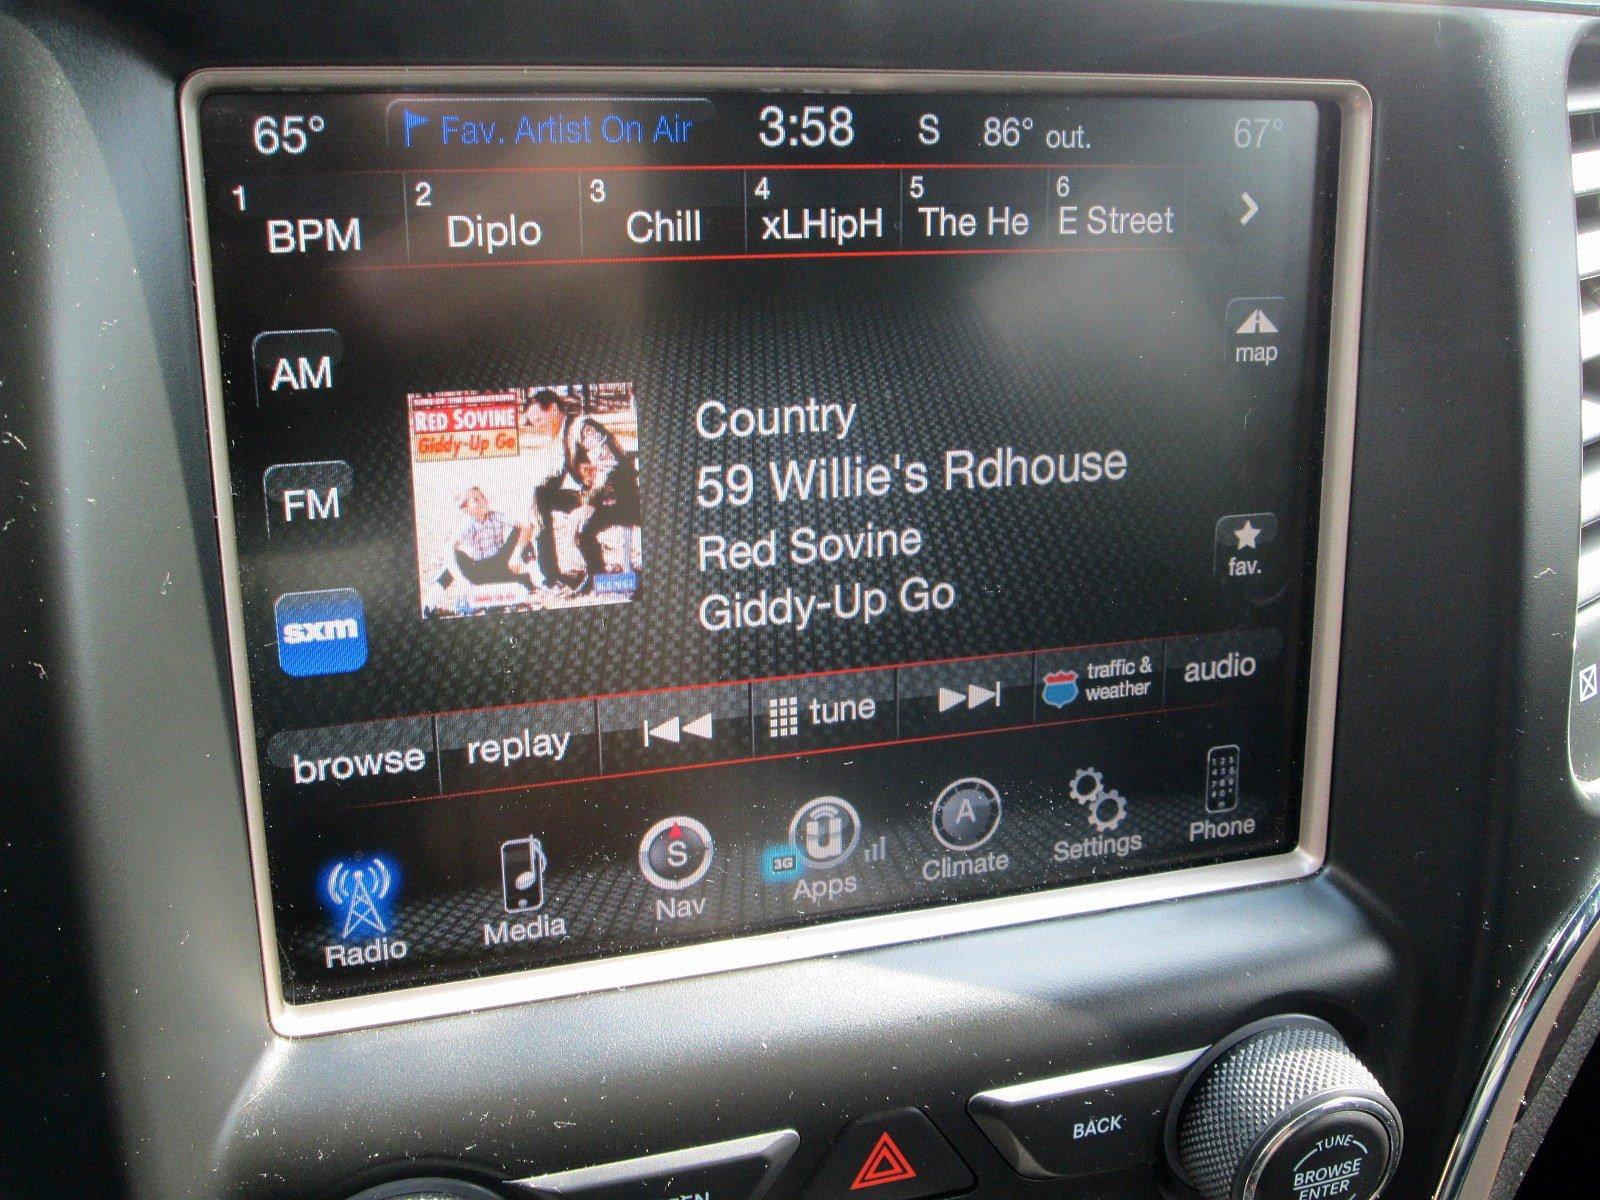 65° Fav. Artist On Air 3:58 S 86° out. 67°
1 BPM 2 Diplo 3 Chill 4 xLHipH 5 The He 6 E Street
AM
FM
sxm
RED SOVINE
Giddy-Up Go
Country
59 Willie's Rdhouse
Red Sovine
Giddy-Up Go
map
fav.
browse replay tune traffic & weather audio
Radio Media S Nav 3G Apps A Climate Settings Phone
BACK
TUNE
BROWSE
ENTER